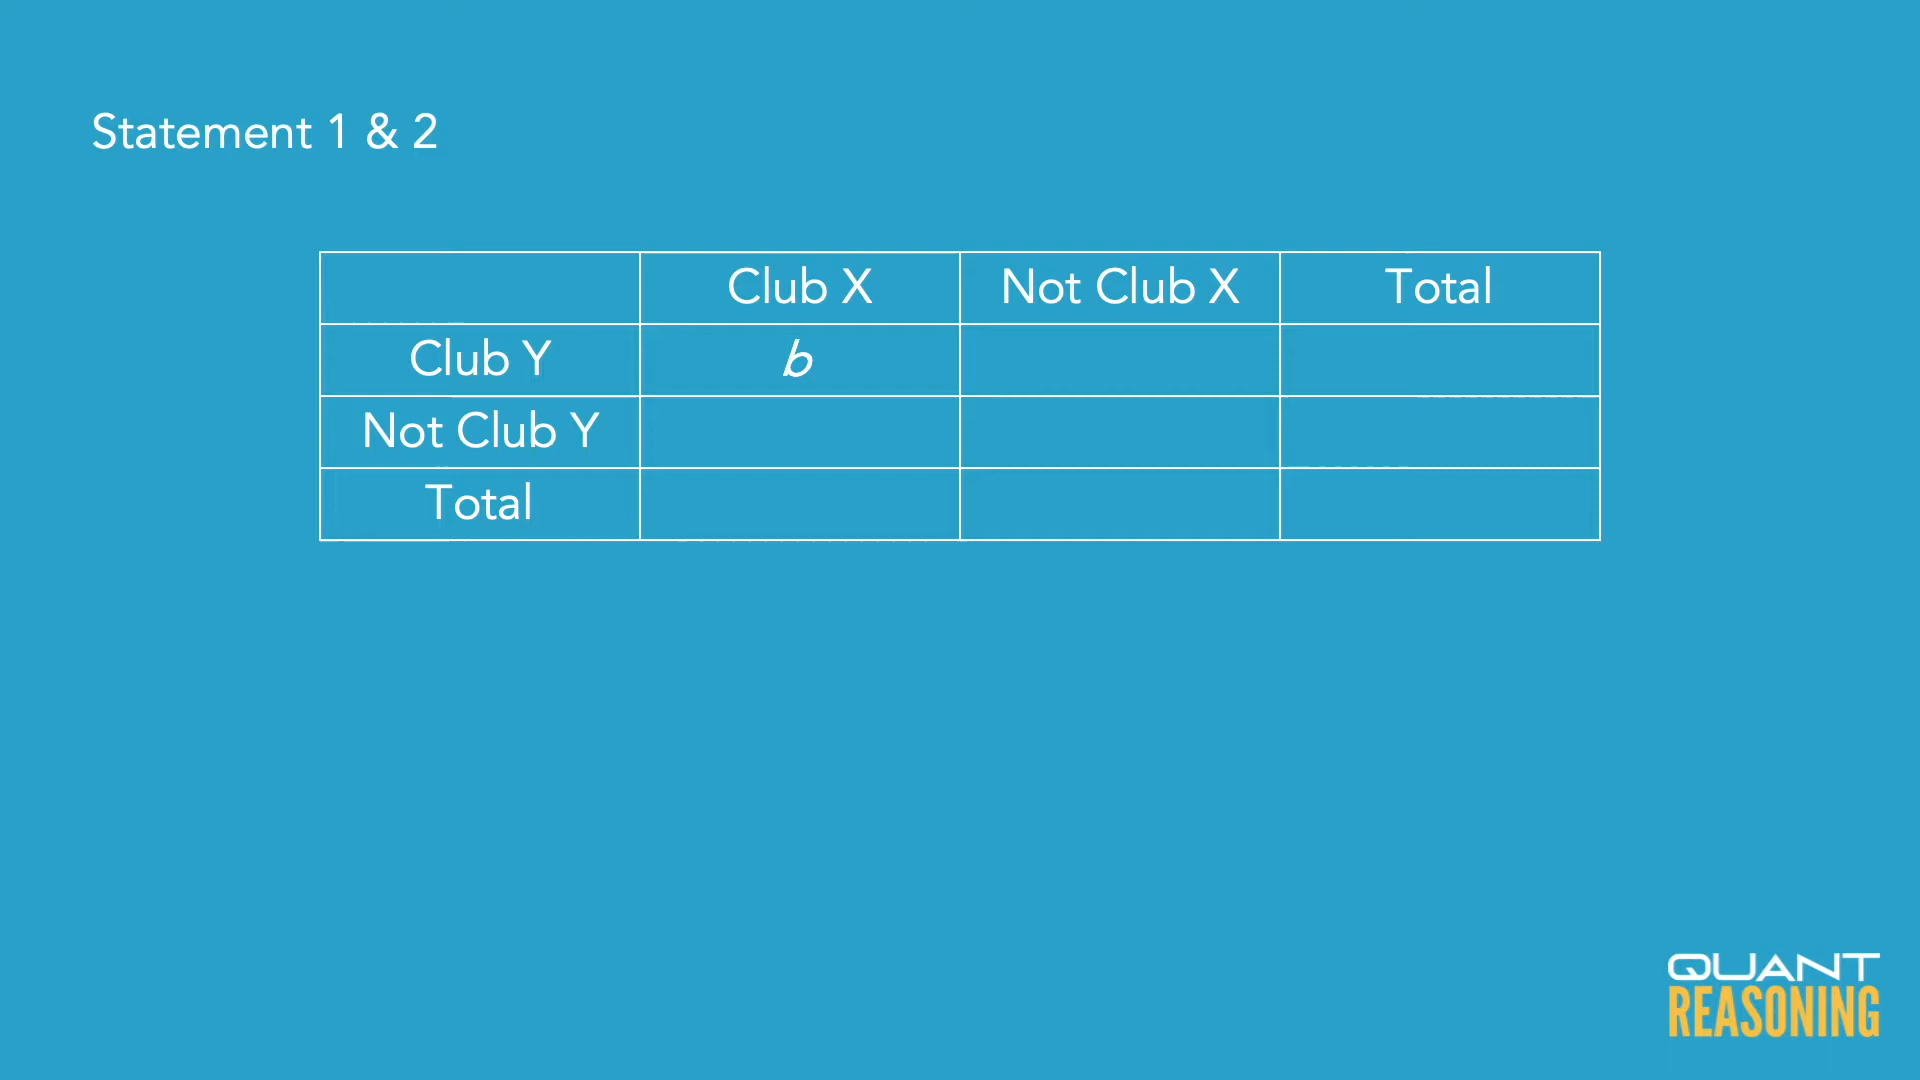 Statement 1 & 2
Club X Not Club X Total
Club Y b
Not Club Y
Total
QUANT
REASONING